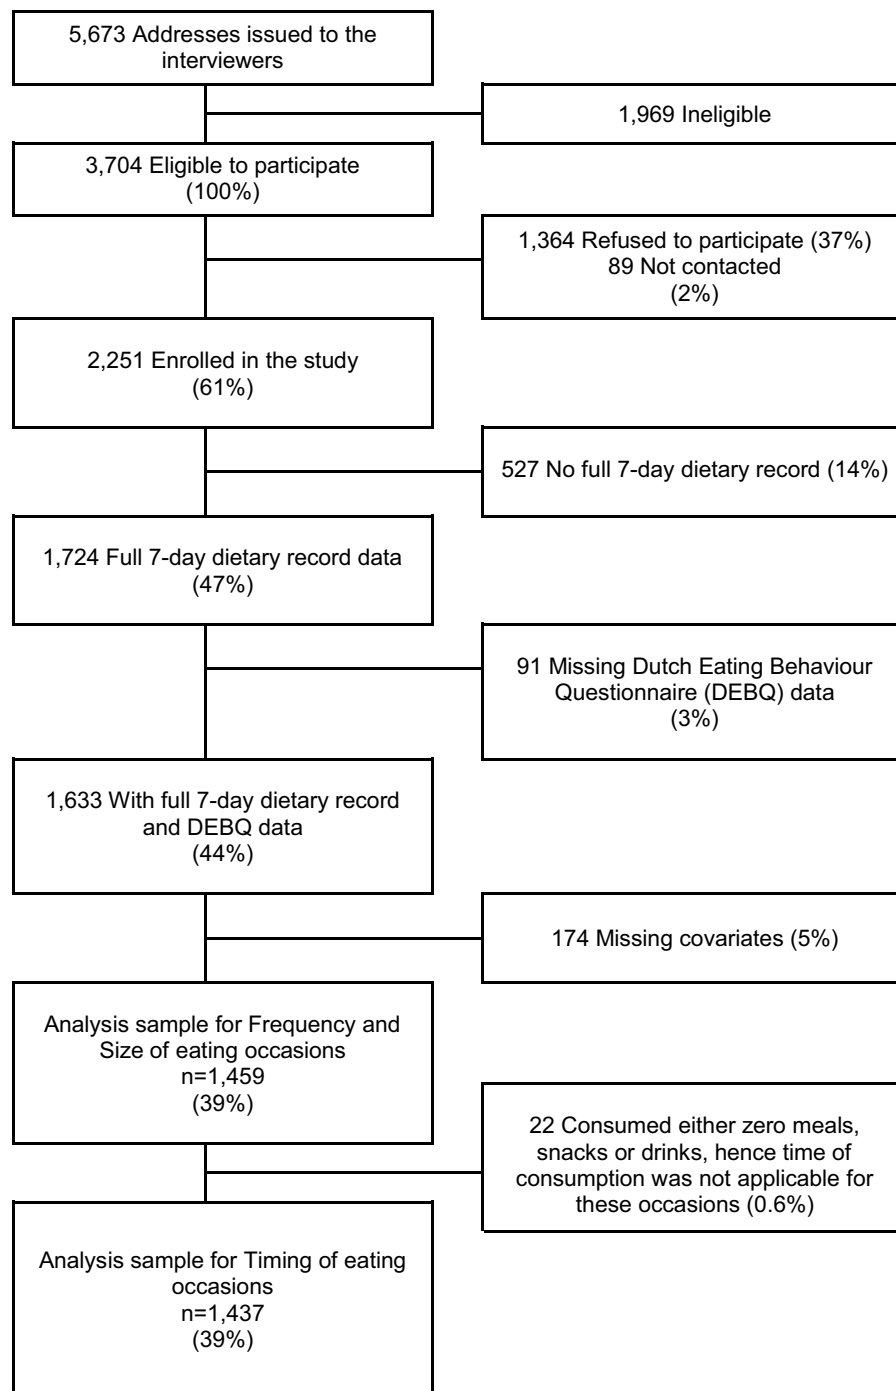 5,673 Addresses issued to the
interviewers
1,969 Ineligible
3,704 Eligible to participate
(100%)
1,364 Refused to participate (37%)
89 Not contacted
(2%)
2,251 Enrolled in the study
(61%)
527 No full 7-day dietary record (14%)
1,724 Full 7-day dietary record data
(47%)
91 Missing Dutch Eating Behaviour
Questionnaire (DEBQ) data
(3%)
1,633 With full 7-day dietary record
and DEBQ data
(44%)
174 Missing covariates (5%)
Analysis sample for Frequency and
Size of eating occasions
n=1,459
(39%)
22 Consumed either zero meals,
snacks or drinks, hence time of
consumption was not applicable for
these occasions (0.6%)
Analysis sample for Timing of eating
occasions
n=1,437
(39%)